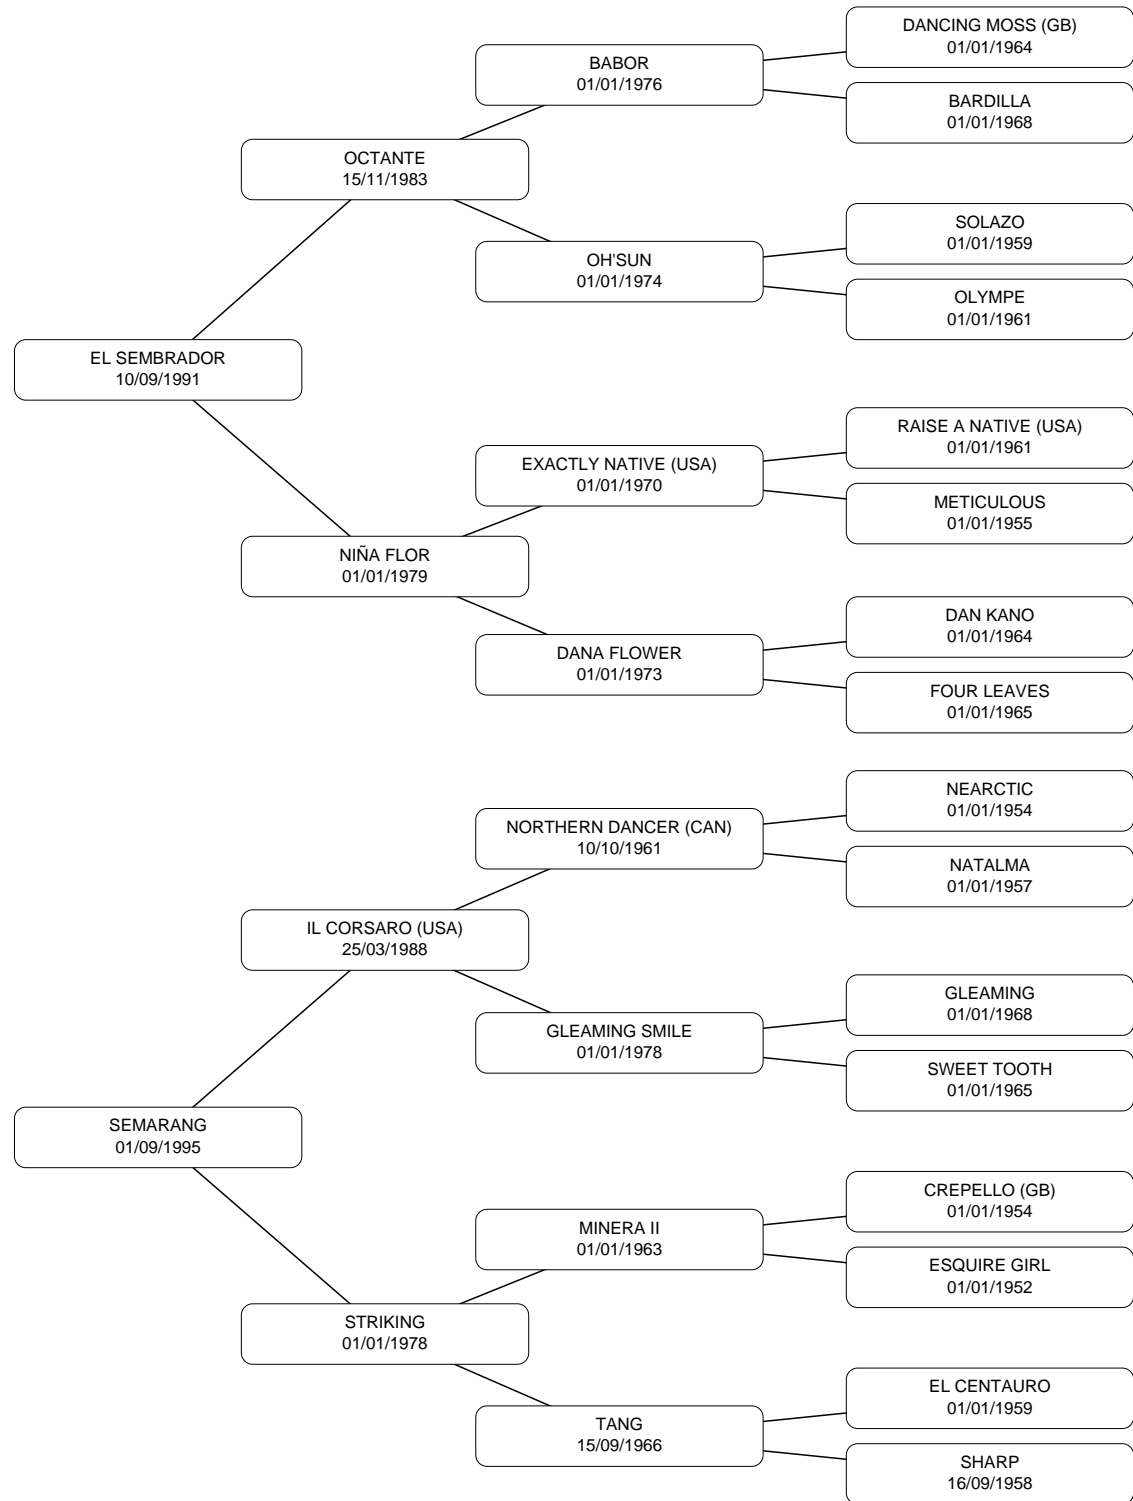 DANCING MOSS (GB)
01/01/1964
BABOR
01/01/1976
BARDILLA
01/01/1968
OCTANTE
15/11/1983
SOLAZO
01/01/1959
OH'SUN
01/01/1974
OLYMPE
01/01/1961
EL SEMBRADOR
10/09/1991
RAISE A NATIVE (USA)
01/01/1961
EXACTLY NATIVE (USA)
01/01/1970
METICULOUS
01/01/1955
NIÑA FLOR
01/01/1979
DAN KANO
01/01/1964
DANA FLOWER
01/01/1973
FOUR LEAVES
01/01/1965
NEARCTIC
01/01/1954
NORTHERN DANCER (CAN)
10/10/1961
NATALMA
01/01/1957
IL CORSARO (USA)
25/03/1988
GLEAMING
01/01/1968
GLEAMING SMILE
01/01/1978
SWEET TOOTH
01/01/1965
SEMARANG
01/09/1995
CREPELLO (GB)
01/01/1954
MINERA II
01/01/1963
ESQUIRE GIRL
01/01/1952
STRIKING
01/01/1978
EL CENTAURO
01/01/1959
TANG
15/09/1966
SHARP
16/09/1958